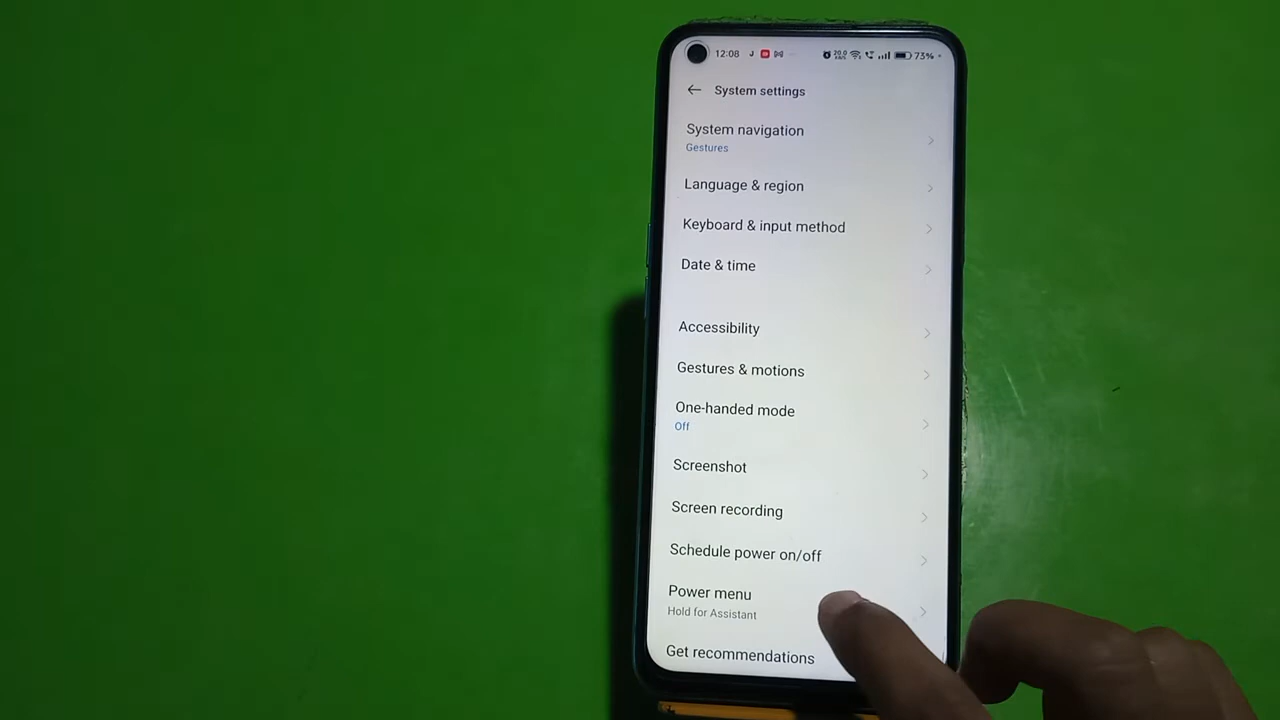 12:08
73%
System settings
System navigation
Gestures
Language & region
Keyboard & input method
Date & time
Accessibility
Gestures & motions
One-handed mode
Off
Screenshot
Screen recording
Schedule power on/off
Power menu
Hold for Assistant
Get recommendations